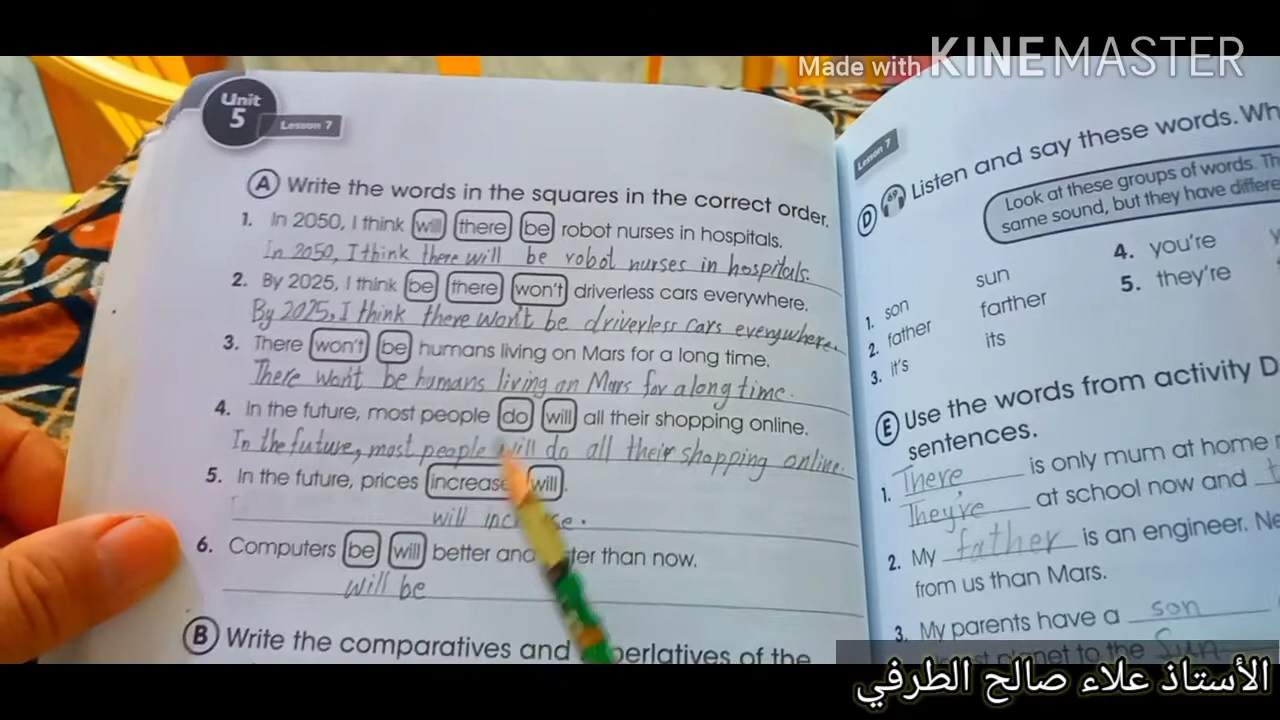 Made with KINEMASTER
Unit
5
Lesson 7
A Write the words in the squares in the correct order.
1. In 2050, I think will there be robot nurses in hospitals.
In 2050, I think there will be robot nurses in hospitals.
2. By 2025, I think be there won't driverless cars everywhere.
By 2025, I think there won't be driverless cars everywhere.
3. There won't be humans living on Mars for a long time.
There won't be humans living on Mars for a long time.
4. In the future, most people do will all their shopping online.
In the future, most people will do all their shopping online.
5. In the future, prices increase will.
will
6. Computers be will better and than now.
will be
B Write the comparatives and of the
Lesson 7
D 69 Listen and say these words.
Look at these groups of words.
same sound, but they have
1. son sun
2. father farther
3. it's its
4. you're
5. they're
E Use the words from activity D
sentences.
1. There is only mum at home
They're at school now and
2. My father is an engineer.
from us than Mars.
3. My parents have a son
planet to the Sun
الأستاذ علاء صالح الطرفي